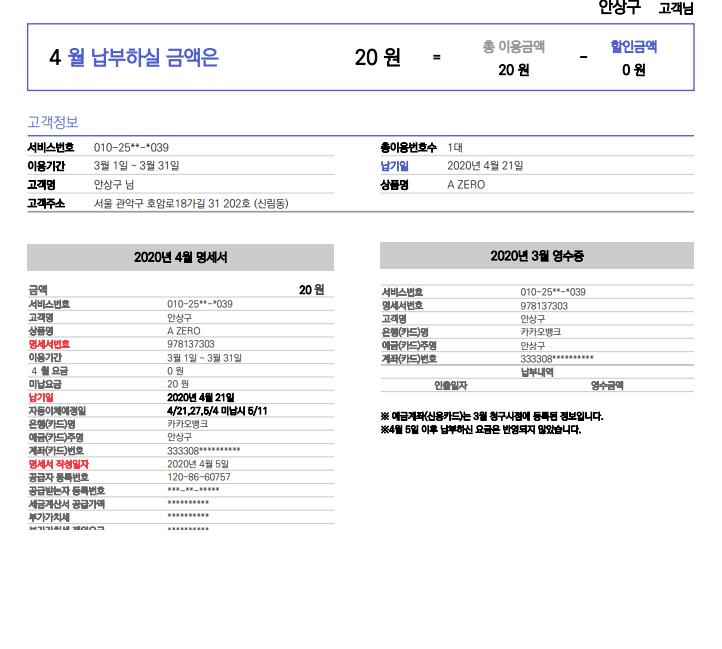 안상구 고객님
4 월 납부하실 금액은 20 원 = 총 이용금액 20 원 - 할인금액 0 원
고객정보
서비스번호 010-25**-*039 총이용번호수 1대
이용기간 3월 1일 ~ 3월 31일 납기일 2020년 4월 21일
고객명 안상구 님 상품명 A ZERO
고객주소 서울 관악구 호암로18가길 31 202호 (신림동)
2020년 4월 명세서
금액 20 원
서비스번호 010-25**-*039
고객명 안상구
상품명 A ZERO
명세서번호 978137303
이용기간 3월 1일 ~ 3월 31일
4 월 요금 0 원
미납요금 20 원
납기일 2020년 4월 21일
자동이체예정일 4/21,27,5/4 미납시 5/11
은행(카드)명 카카오뱅크
예금(카드)주명 안상구
계좌(카드)번호 333308**********
명세서 작성일자 2020년 4월 5일
공급자 등록번호 120-86-60757
공급받는자 등록번호 ***-**-*****
세금계산서 공급가액 **********
부가가치세 **********
2020년 3월 영수증
서비스번호 010-25**-*039
명세서번호 978137303
고객명 안상구
은행(카드)명 카카오뱅크
예금(카드)주명 안상구
계좌(카드)번호 333308**********
납부내역
인출일자 영수금액
※ 예금계좌(신용카드)는 3월 청구시점에 등록된 정보입니다.
※4월 5일 이후 납부하신 요금은 반영되지 않았습니다.